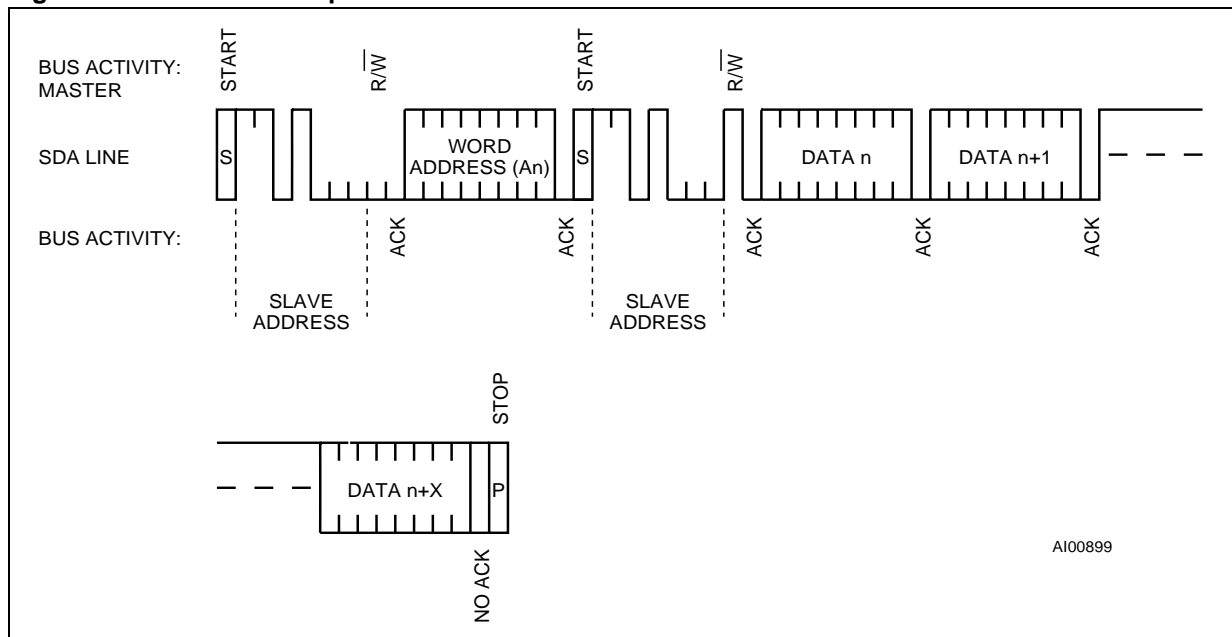 START
R/W
START
R/W
BUS ACTIVITY:
MASTER
SDA LINE
S
WORD
ADDRESS (An)
S
DATA n
DATA n+1
BUS ACTIVITY:
ACK
ACK
ACK
ACK
ACK
SLAVE
ADDRESS
SLAVE
ADDRESS
STOP
DATA n+X
P
NO ACK
AI00899